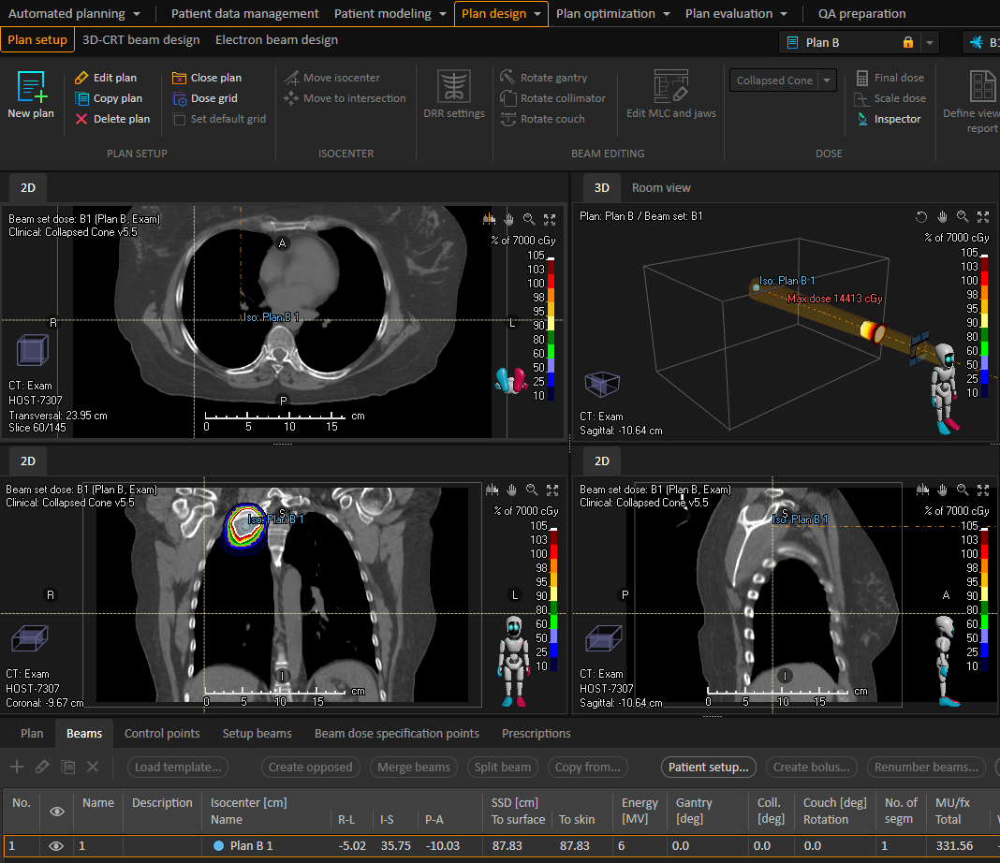 Automated planning Patient data management Patient modeling Plan design Plan optimization Plan evaluation QA preparation
Plan setup 3D-CRT beam design Electron beam design Plan B B1
New plan
Edit plan
Copy plan
Delete plan
Close plan
Dose grid
Set default grid
PLAN SETUP
Move isocenter
Move to intersection
ISOCENTER
DRR settings
Rotate gantry
Rotate collimator
Rotate couch
Edit MLC and jaws
BEAM EDITING
Collapsed Cone
Final dose
Scale dose
Inspector
DOSE
Define view
report
2D
Beam set dose: B1 (Plan B, Exam)
Clinical: Collapsed Cone v5.5
A
R
L
P
Iso: Plan B 1
% of 7000 cGy
105
103
100
98
95
90
80
60
50
25
10
CT: Exam
HOST-7307
Transversal: 23.95 cm
Slice 60/145
0 5 10 15 cm
3D Room view
Plan: Plan B / Beam set: B1
Iso: Plan B 1
Max dose 14413 cGy
% of 7000 cGy
105
103
100
98
95
90
80
60
50
25
10
CT: Exam
Sagittal: -10.64 cm
2D
Beam set dose: B1 (Plan B, Exam)
Clinical: Collapsed Cone v5.5
S
Iso: Plan B 1
R
L
I
% of 7000 cGy
105
103
100
98
95
90
80
60
50
25
10
CT: Exam
HOST-7307
Coronal: -9.67 cm
0 5 10 15 cm
2D
Beam set dose: B1 (Plan B, Exam)
Clinical: Collapsed Cone v5.5
S
Iso: Plan B 1
P
A
I
% of 7000 cGy
105
103
100
98
95
90
80
60
50
25
10
CT: Exam
HOST-7307
Sagittal: -10.64 cm
0 5 10 15 cm
Plan Beams Control points Setup beams Beam dose specification points Prescriptions
Load template... Create opposed Merge beams Split beam Copy from... Patient setup... Create bolus... Renumber beams...
No. Name Description Isocenter [cm] SSD [cm] Energy Gantry Coll. Couch [deg] No. of MU/fx
Name R-L I-S P-A To surface To skin [MV] [deg] [deg] Rotation segm Total
1 1 Plan B 1 -5.02 35.75 -10.03 87.83 87.83 6 0.0 0.0 0.0 1 331.56